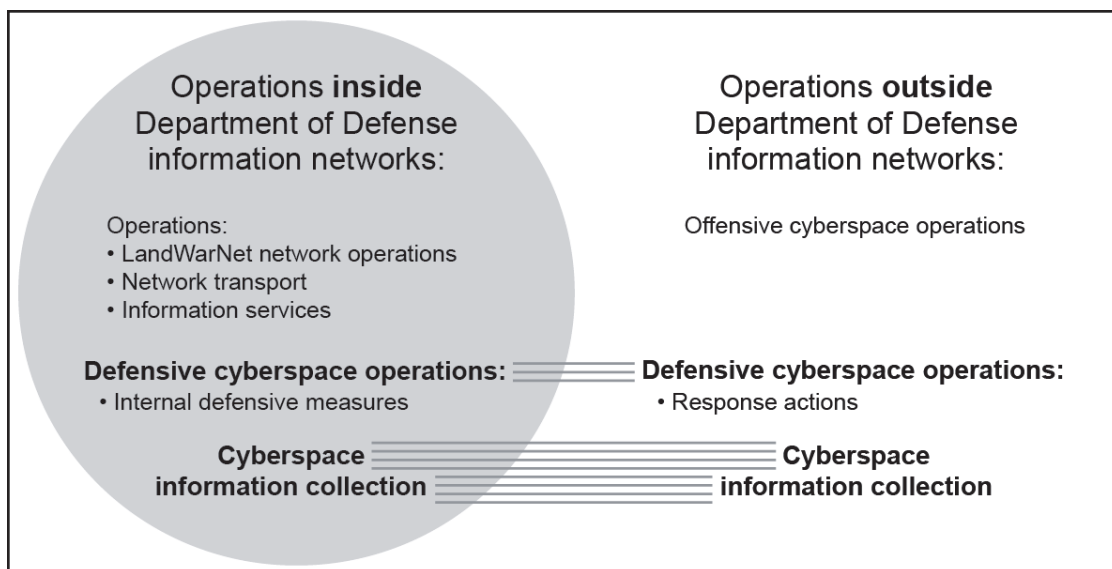 Operations inside
Department of Defense
information networks:
Operations:
• LandWarNet network operations
• Network transport
• Information services
Defensive cyberspace operations:
• Internal defensive measures
Cyberspace
information collection
Operations outside
Department of Defense
information networks:
Offensive cyberspace operations
Defensive cyberspace operations:
• Response actions
Cyberspace
information collection